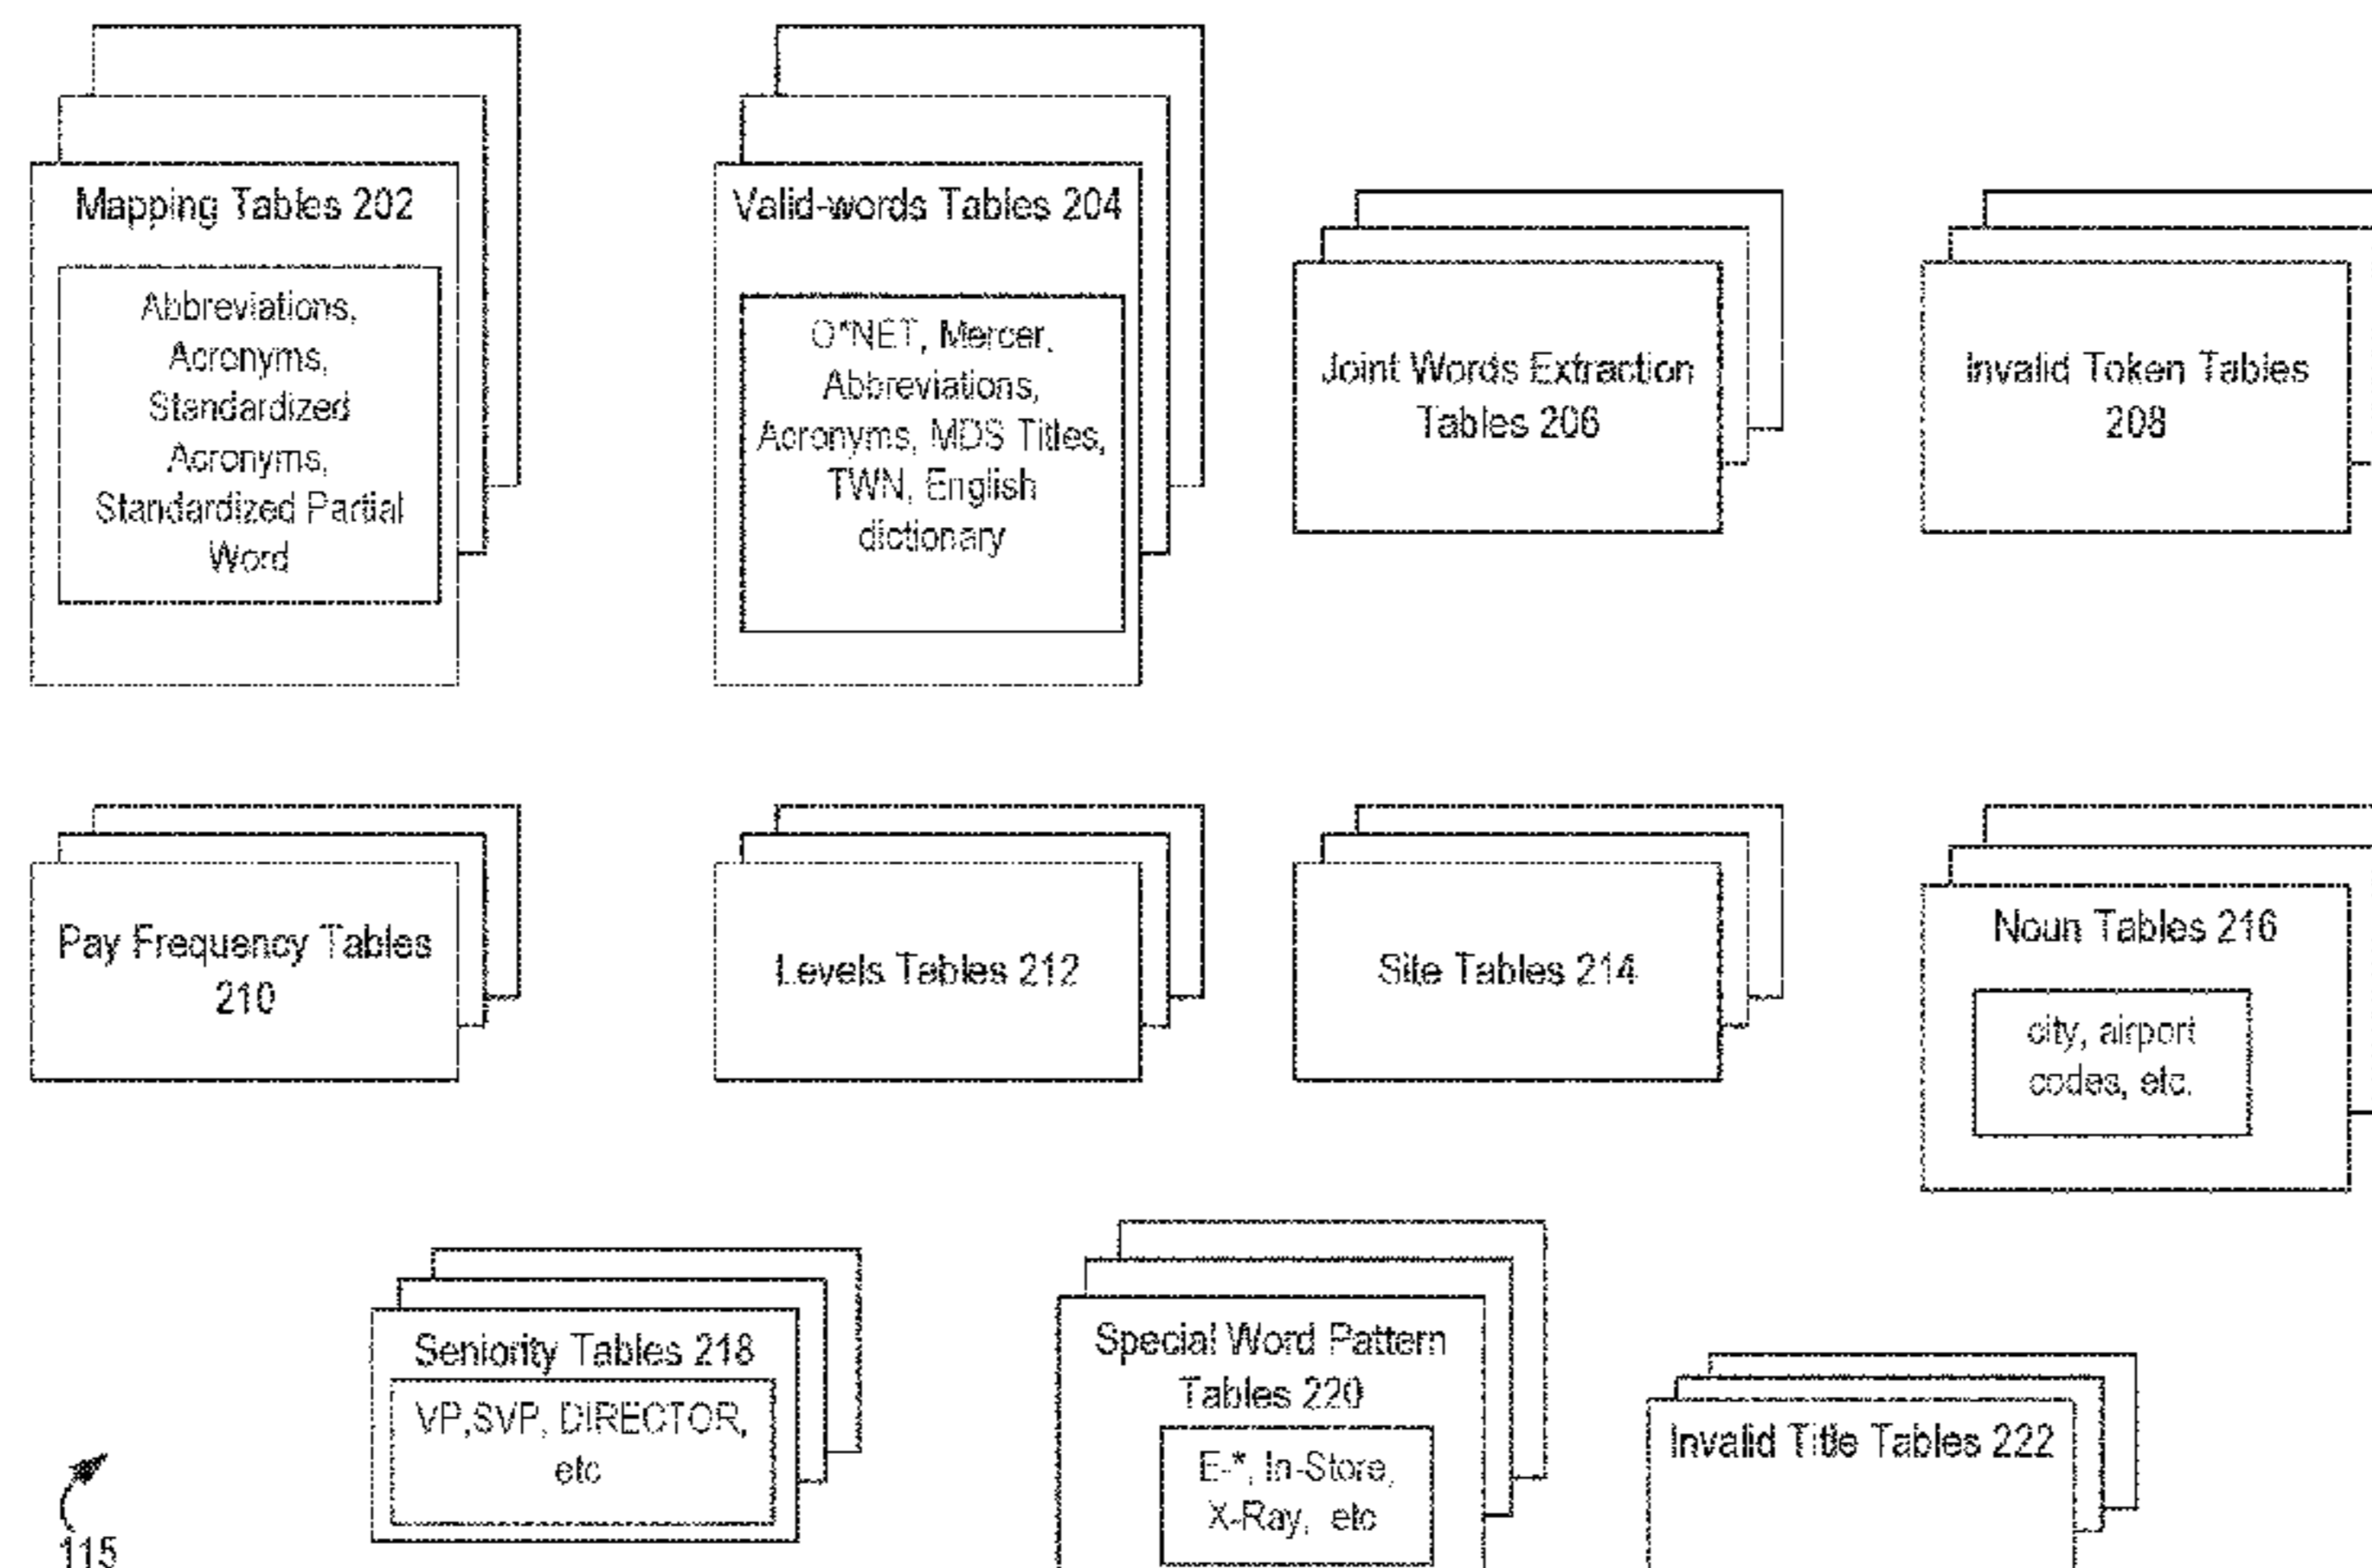 Mapping Tables 202
Abbreviations,
Acronyms,
Standardized
Acronyms,
Standardized Partial
Word
Valid-words Tables 204
O*NET, Mercer,
Abbreviations,
Acronyms, MDS Titles,
TWN, English
dictionary
Joint Words Extraction
Tables 206
Invalid Token Tables
208
Pay Frequency Tables
210
Levels Tables 212
Site Tables 214
Noun Tables 216
city, airport
codes, etc.
Seniority Tables 218
VP,SVP, DIRECTOR,
etc
Special Word Pattern
Tables 220
E-*, In-Store,
X-Ray, etc
Invalid Title Tables 222
115